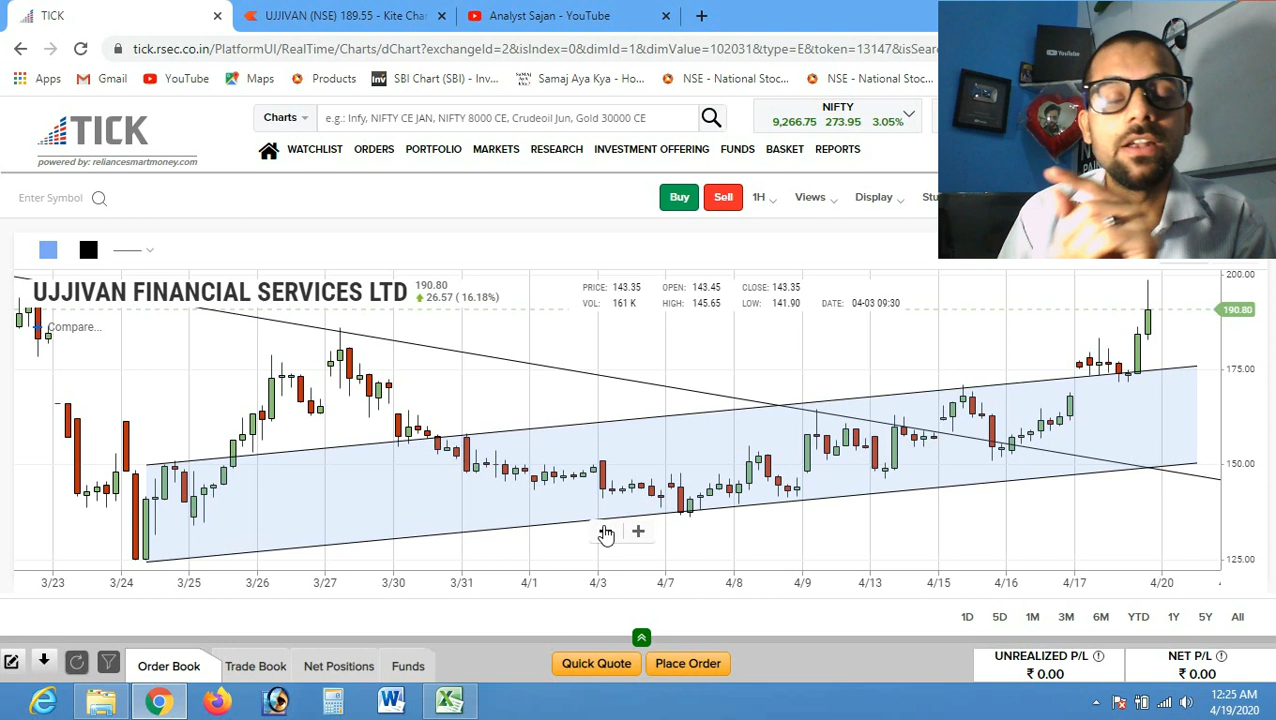 TICK
UJJIVAN (NSE) 189.55 - Kite Char
Analyst Sajan - YouTube
tick.rsec.co.in/PlatformUI/RealTime/Charts/dChart?exchangeId=2&isIndex=0&dimId=1&dimValue=102031&type=E&token=13147&isSear
Apps
Gmail
YouTube
Maps
Products
Inv
SBI Chart (SBI) - Inv...
Samaj Aya Kya - Ho...
NSE - National Stoc...
NSE - National Stoc...
YouTube
TICK
powered by: reliancesmartmoney.com
Charts
e.g.: Infy, NIFTY CE JAN, NIFTY 8000 CE, Crudeoil Jun, Gold 30000 CE
NIFTY
9,266.75 273.95 3.05%
WATCHLIST ORDERS PORTFOLIO MARKETS RESEARCH INVESTMENT OFFERING FUNDS BASKET REPORTS
Enter Symbol
Buy
Sell
1H
Views
Display
Stu
UJJIVAN FINANCIAL SERVICES LTD
190.80
26.57 (16.18%)
PRICE: 143.35 OPEN: 143.45 CLOSE: 143.35
VOL: 161 K HIGH: 145.65 LOW: 141.90 DATE: 04-03 09:30
Compare...
200.00
190.80
175.00
150.00
125.00
3/23 3/24 3/25 3/26 3/27 3/30 3/31 4/1 4/3 4/7 4/8 4/9 4/13 4/15 4/16 4/17 4/20
1D 5D 1M 3M 6M YTD 1Y 5Y All
Order Book
Trade Book
Net Positions
Funds
Quick Quote
Place Order
UNREALIZED P/L
₹ 0.00
NET P/L
₹ 0.00
12:25 AM
4/19/2020